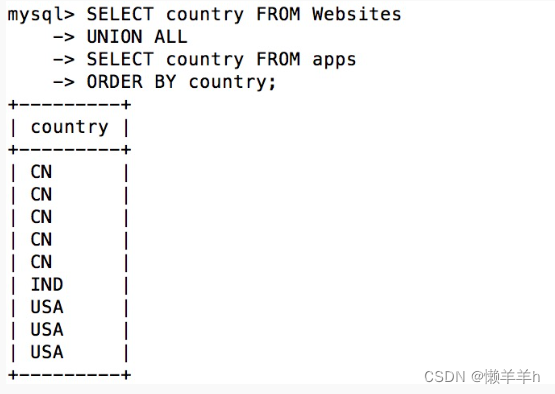 mysql> SELECT country FROM Websites
    -> UNION ALL
    -> SELECT country FROM apps
    -> ORDER BY country;
+---------+
| country |
+---------+
| CN      |
| CN      |
| CN      |
| CN      |
| CN      |
| IND     |
| USA     |
| USA     |
| USA     |
+---------+
CSDN @懒羊羊h